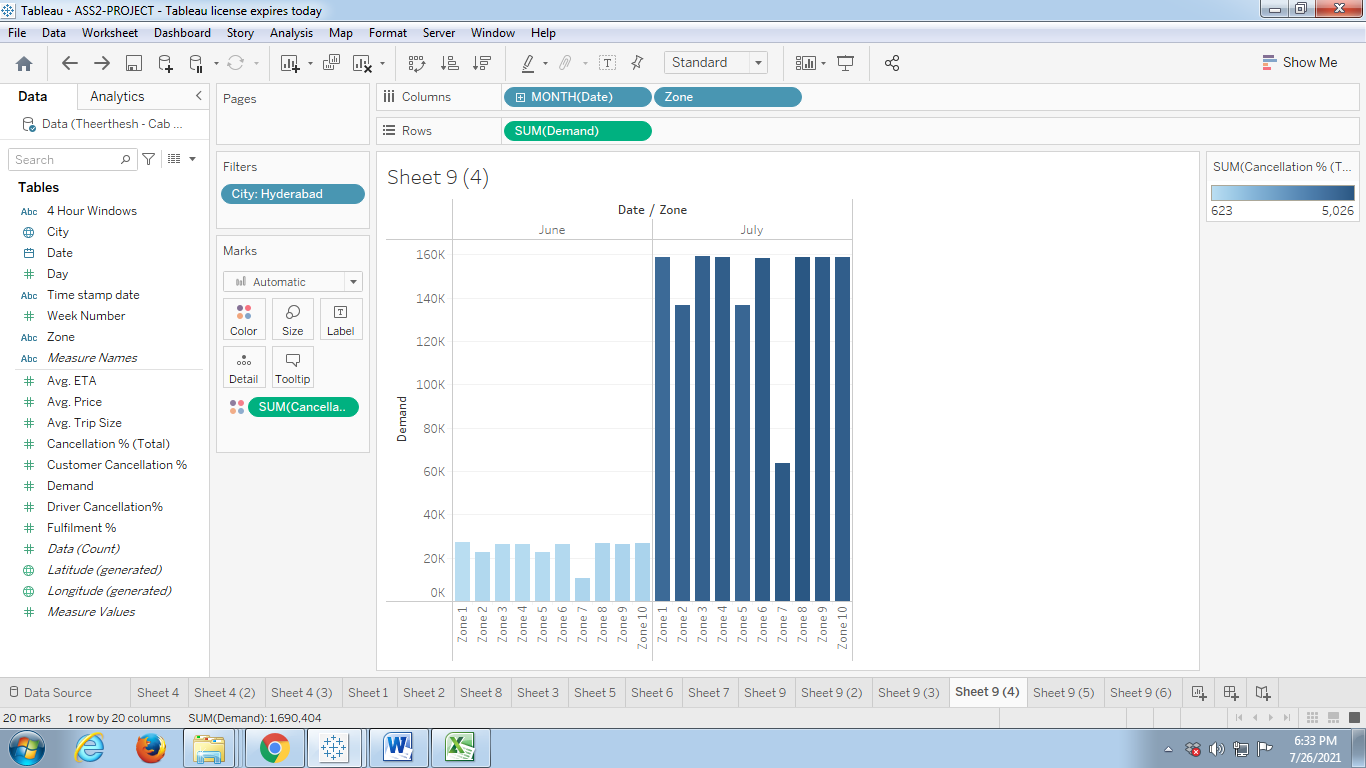 Tableau - ASS2-PROJECT - Tableau license expires today
File Data Worksheet Dashboard Story Analysis Map Format Server Window Help
Standard
Show Me
Data Analytics
Data (Theerthesh - Cab ...
Search
Tables
Abc 4 Hour Windows
City
Date
# Day
Abc Time stamp date
# Week Number
Abc Zone
Abc Measure Names
# Avg. ETA
# Avg. Price
# Avg. Trip Size
# Cancellation % (Total)
# Customer Cancellation %
# Demand
# Driver Cancellation%
# Fulfilment %
# Data (Count)
Latitude (generated)
Longitude (generated)
# Measure Values
Pages
Filters
City: Hyderabad
Marks
Automatic
Color Size Label
Detail Tooltip
SUM(Cancella..
Columns MONTH(Date) Zone
Rows SUM(Demand)
Sheet 9 (4)
Date / Zone
June July
160K
140K
120K
100K
80K
60K
40K
20K
0K
Demand
Zone 1 Zone 2 Zone 3 Zone 4 Zone 5 Zone 6 Zone 7 Zone 8 Zone 9 Zone 10 Zone 1 Zone 2 Zone 3 Zone 4 Zone 5 Zone 6 Zone 7 Zone 8 Zone 9 Zone 10
SUM(Cancellation % (T...
623 5,026
Data Source Sheet 4 Sheet 4 (2) Sheet 4 (3) Sheet 1 Sheet 2 Sheet 8 Sheet 3 Sheet 5 Sheet 6 Sheet 7 Sheet 9 Sheet 9 (2) Sheet 9 (3) Sheet 9 (4) Sheet 9 (5) Sheet 9 (6)
20 marks 1 row by 20 columns SUM(Demand): 1,690,404
6:33 PM
7/26/2021